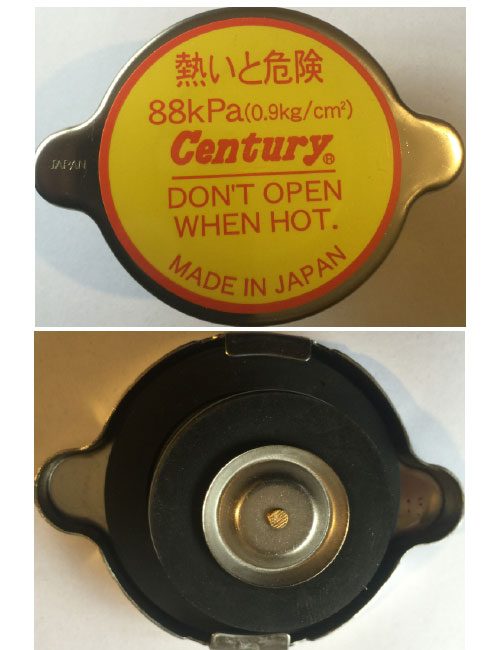 熱いと危険
88kPa(0.9kg/cm²)
Century®
JAPAN
DON'T OPEN
WHEN HOT.
MADE IN JAPAN